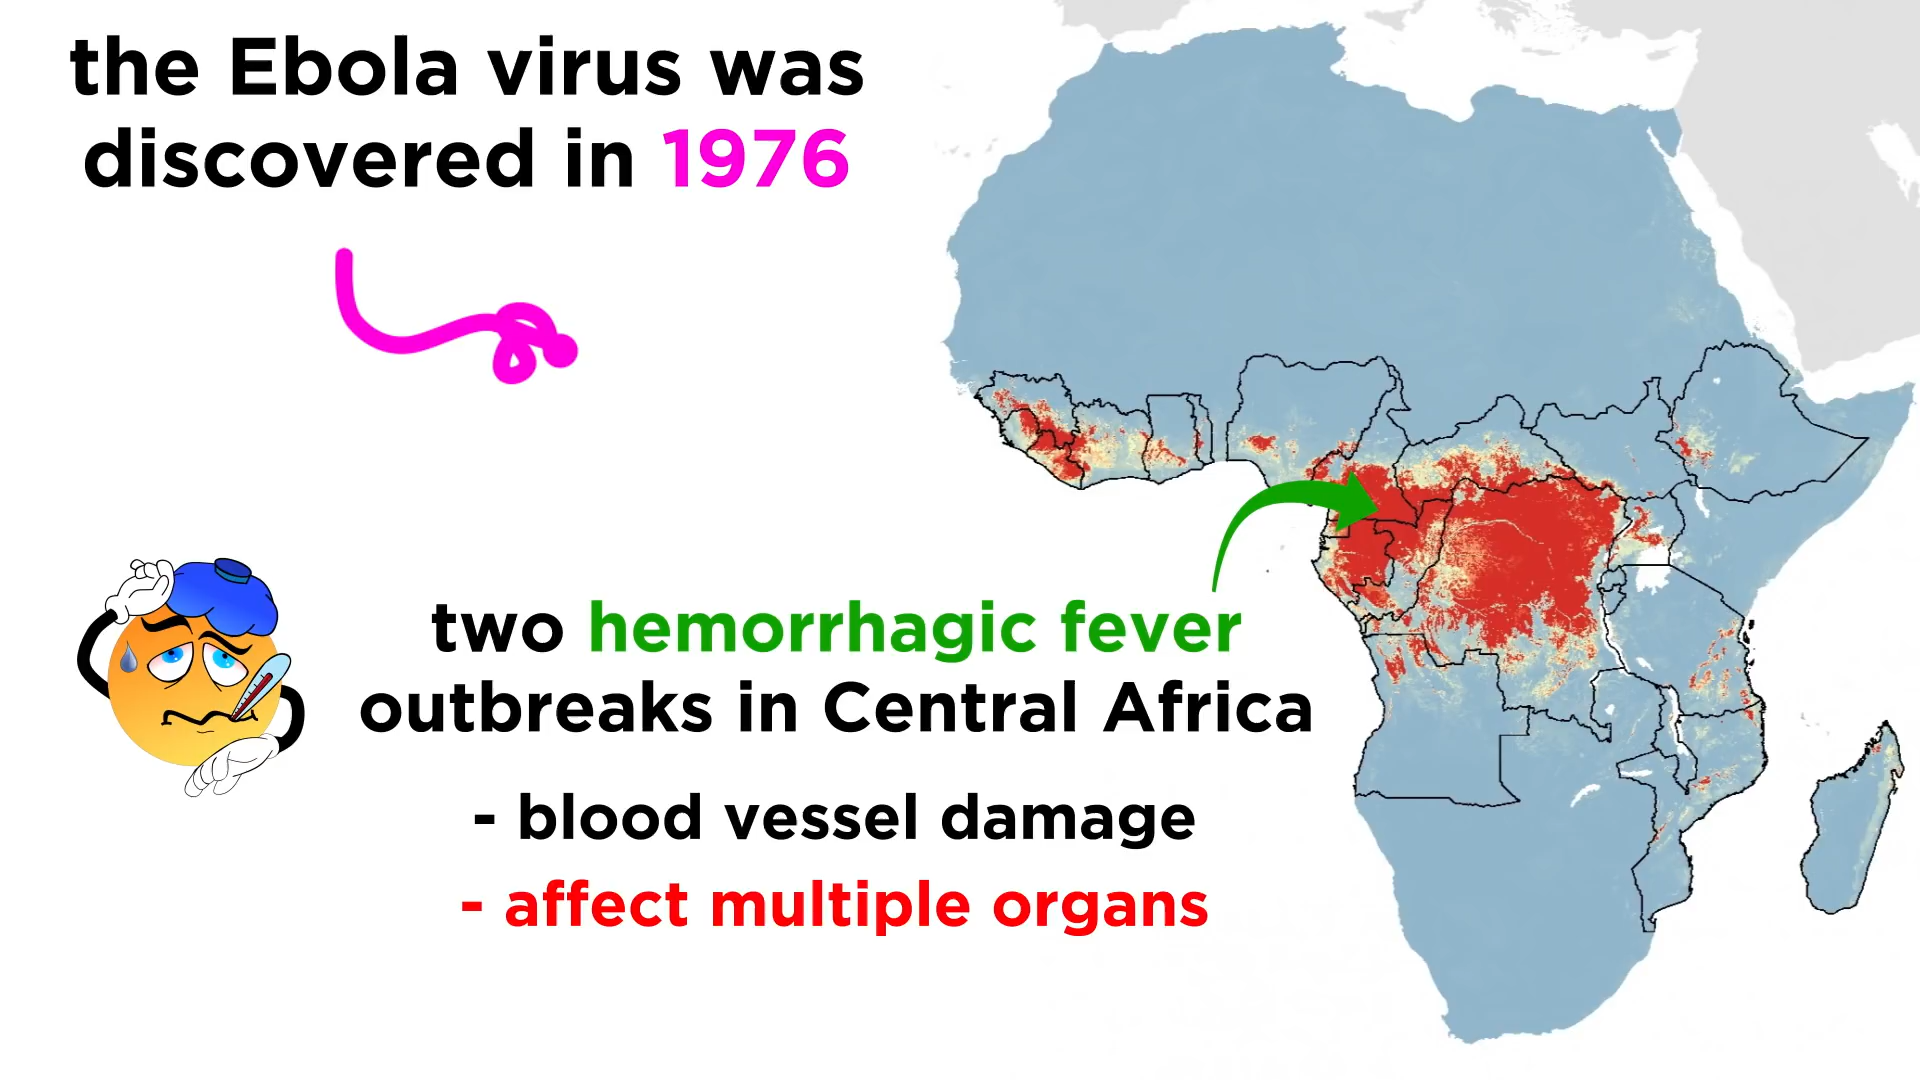 the Ebola virus was
discovered in 1976
two hemorrhagic fever
outbreaks in Central Africa
- blood vessel damage
- affect multiple organs